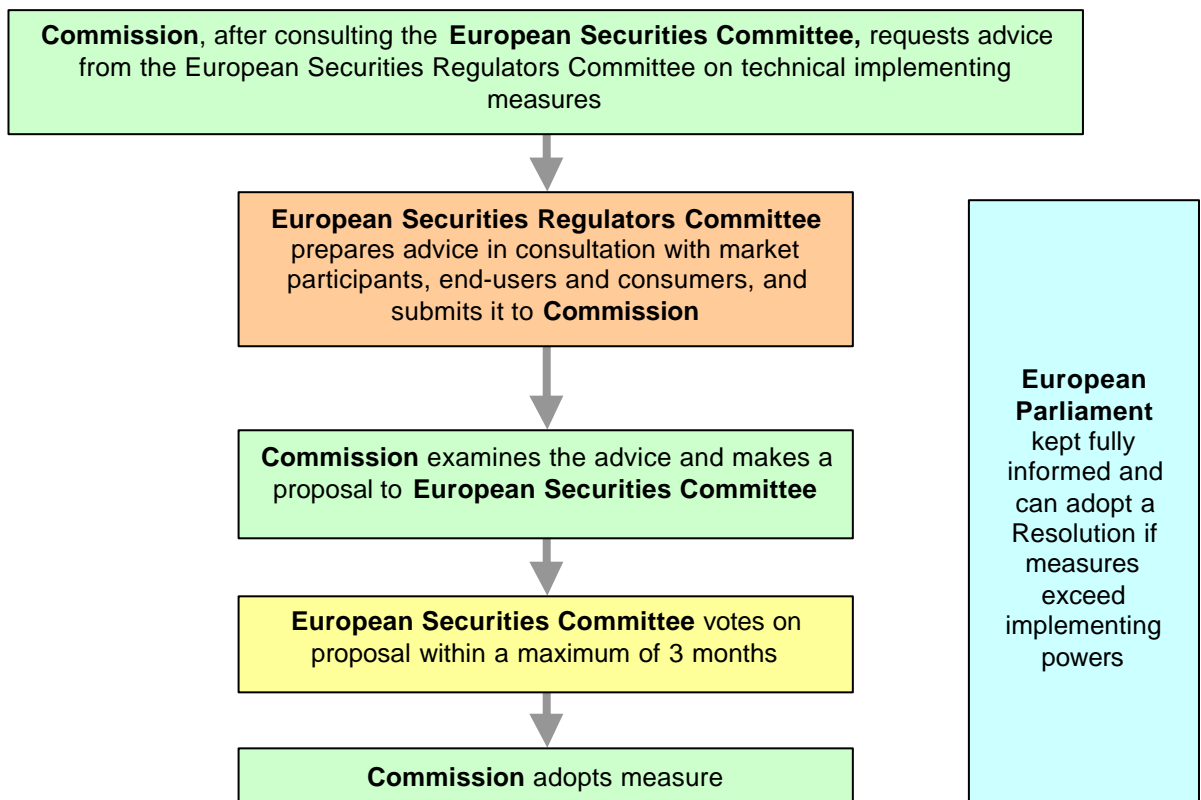 Commission, after consulting the European Securities Committee, requests advice
from the European Securities Regulators Committee on technical implementing
measures
European Securities Regulators Committee
prepares advice in consultation with market
participants, end-users and consumers, and
submits it to Commission
Commission examines the advice and makes a
proposal to European Securities Committee
European Securities Committee votes on
proposal within a maximum of 3 months
Commission adopts measure
European
Parliament
kept fully
informed and
can adopt a
Resolution if
measures
exceed
implementing
powers